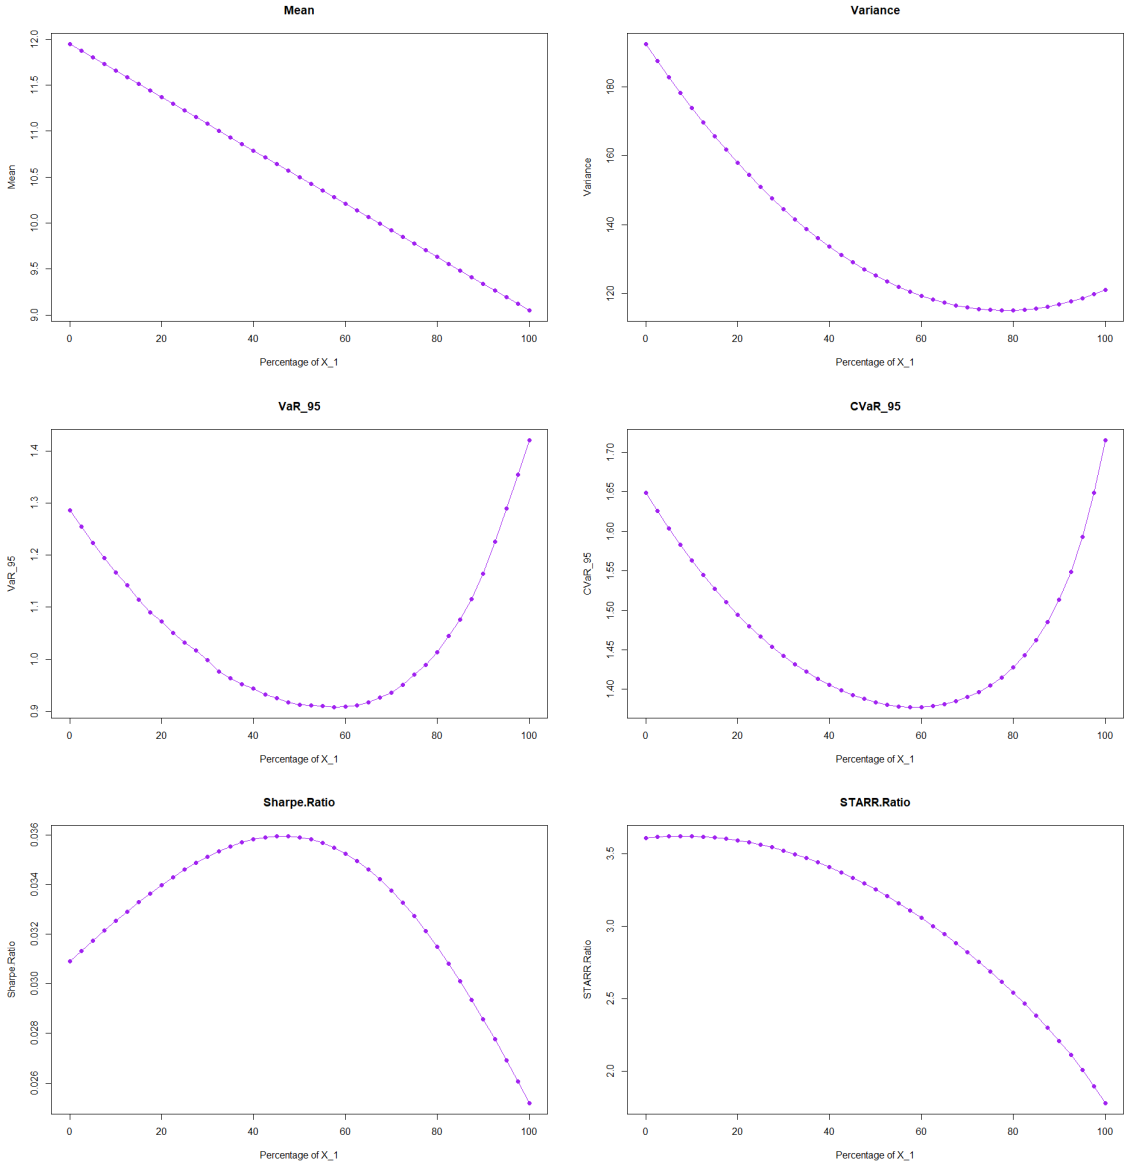 Mean
Mean
12.0
11.5
11.0
10.5
10.0
9.5
9.0
0 20 40 60 80 100
Percentage of X_1
Variance
Variance
180
160
140
120
0 20 40 60 80 100
Percentage of X_1
VaR_95
VaR_95
1.4
1.3
1.2
1.1
1.0
0.9
0 20 40 60 80 100
Percentage of X_1
CVaR_95
CVaR_95
1.70
1.65
1.60
1.55
1.50
1.45
1.40
0 20 40 60 80 100
Percentage of X_1
Sharpe.Ratio
Sharpe.Ratio
0.036
0.034
0.032
0.030
0.028
0.026
0 20 40 60 80 100
Percentage of X_1
STARR.Ratio
STARR.Ratio
3.5
3.0
2.5
2.0
0 20 40 60 80 100
Percentage of X_1